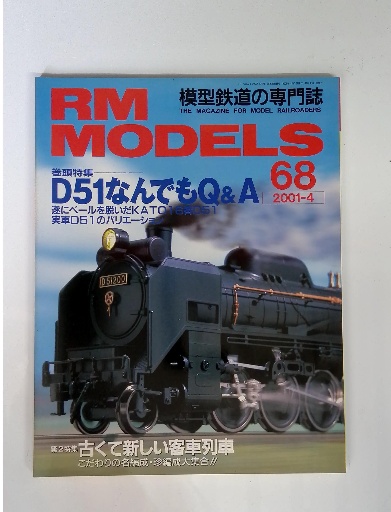 RM MODELS
模型鉄道の専門誌
THE MAGAZINE FOR MODEL RAILROADERS
68
2001-4
巻頭特集
D51なんでもQ&A
遂にベールを脱いだKATO
実車D51のバリエーショ
D51200
第2特集 古くて新しい客車列車
こだわりの名編成・珍編成大集合!!